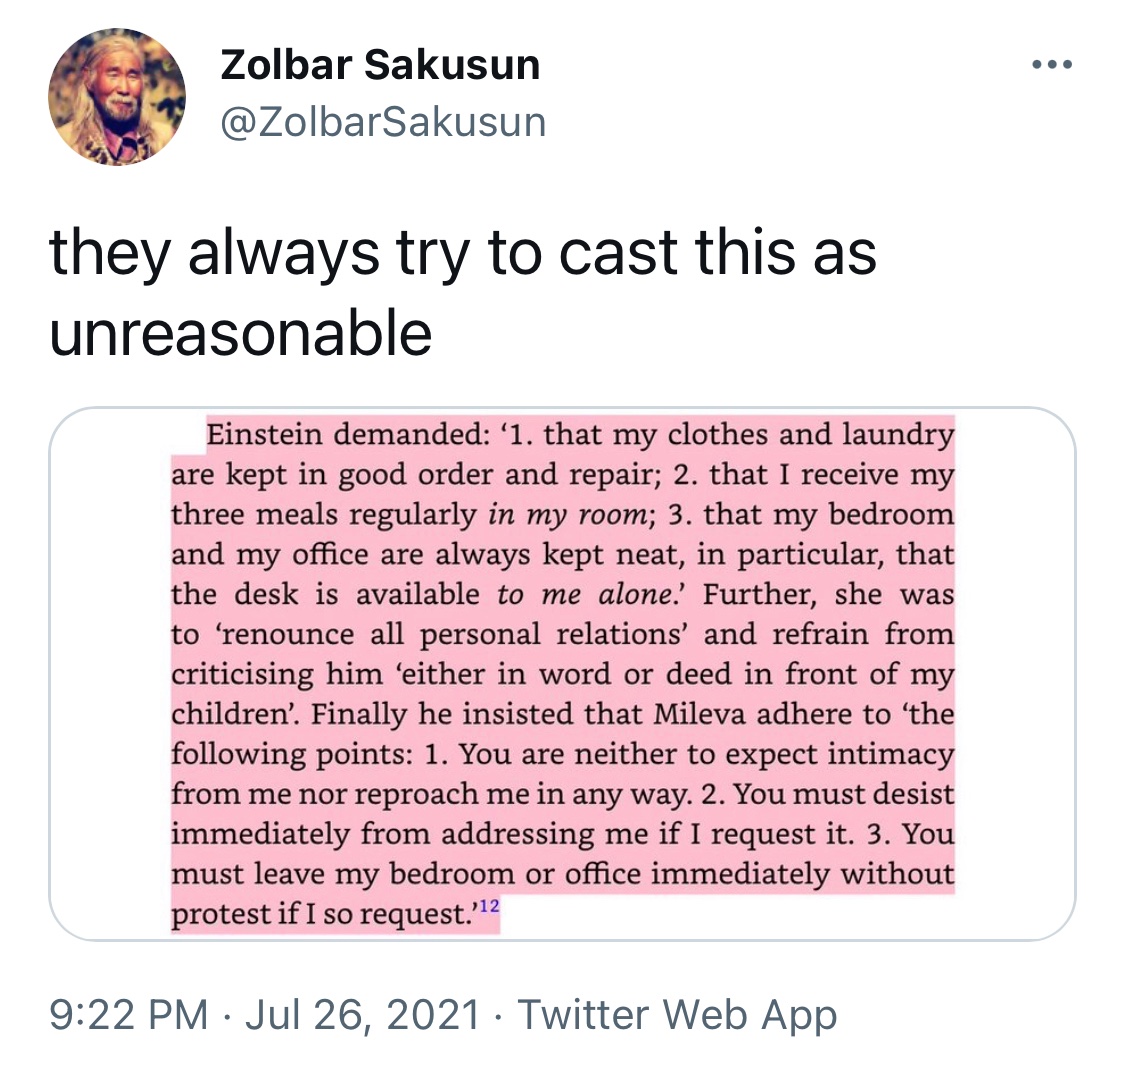 Zolbar Sakusun
@ZolbarSakusun
they always try to cast this as
unreasonable
Einstein demanded: ‘1. that my clothes and laundry
are kept in good order and repair; 2. that I receive my
three meals regularly in my room; 3. that my bedroom
and my office are always kept neat, in particular, that
the desk is available to me alone.’ Further, she was
to ‘renounce all personal relations’ and refrain from
criticising him ‘either in word or deed in front of my
children’. Finally he insisted that Mileva adhere to ‘the
following points: 1. You are neither to expect intimacy
from me nor reproach me in any way. 2. You must desist
immediately from addressing me if I request it. 3. You
must leave my bedroom or office immediately without
protest if I so request.’12
9:22 PM · Jul 26, 2021 · Twitter Web App